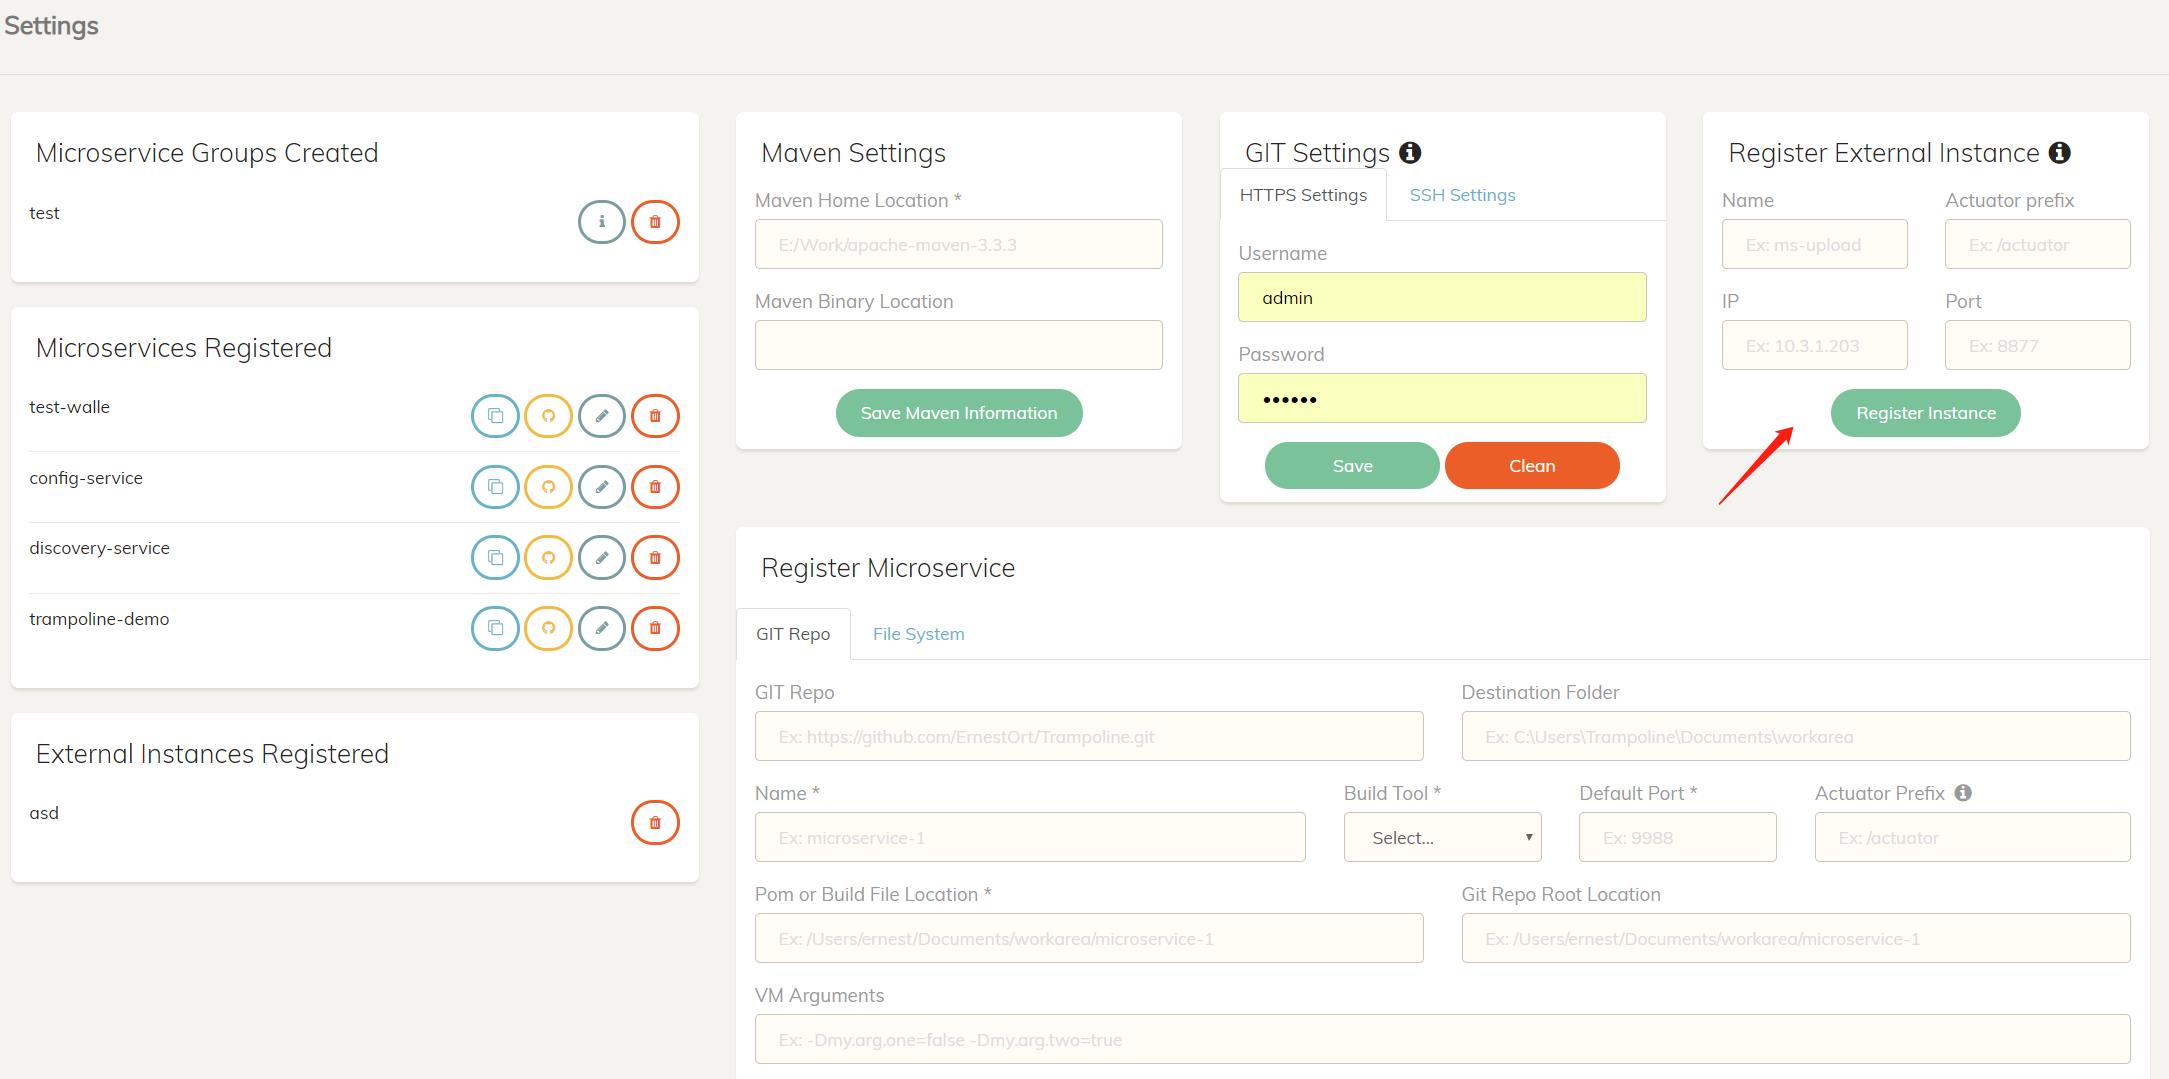 Settings
Microservice Groups Created
test
Microservices Registered
test-walle
config-service
discovery-service
trampoline-demo
External Instances Registered
asd
Maven Settings
Maven Home Location *
E:/Work/apache-maven-3.3.3
Maven Binary Location
Save Maven Information
GIT Settings
HTTPS Settings
SSH Settings
Username
admin
Password
••••••
Save
Clean
Register External Instance
Name
Actuator prefix
Ex: ms-upload
Ex: /actuator
IP
Port
Ex: 10.3.1.203
Ex: 8877
Register Instance
Register Microservice
GIT Repo
File System
GIT Repo
Destination Folder
Ex: https://github.com/ErnestOrt/Trampoline.git
Ex: C:\Users\Trampoline\Documents\workarea
Name *
Build Tool *
Default Port *
Actuator Prefix
Ex: microservice-1
Select...
Ex: 9988
Ex: /actuator
Pom or Build File Location *
Git Repo Root Location
Ex: /Users/ernest/Documents/workarea/microservice-1
Ex: /Users/ernest/Documents/workarea/microservice-1
VM Arguments
Ex: -Dmy.arg.one=false -Dmy.arg.two=true